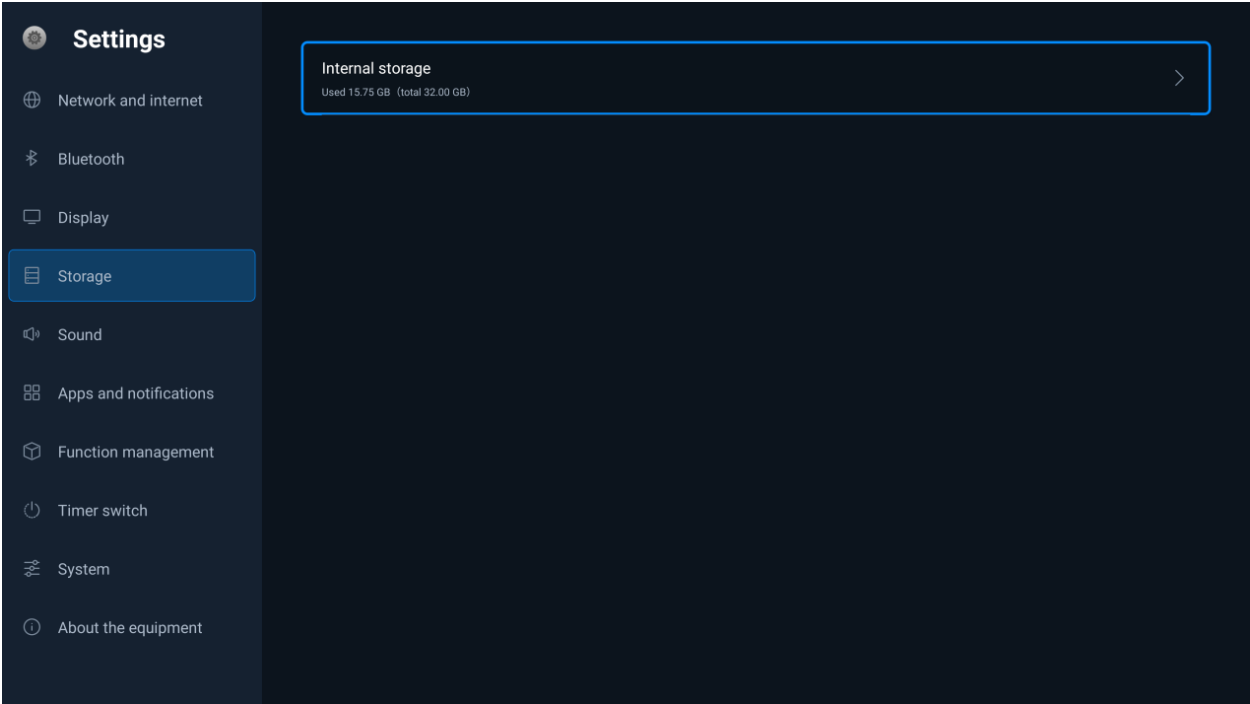 Settings
Network and internet
Bluetooth
Display
Storage
Sound
Apps and notifications
Function management
Timer switch
System
About the equipment
Internal storage
Used 15.75 GB（total 32.00 GB）